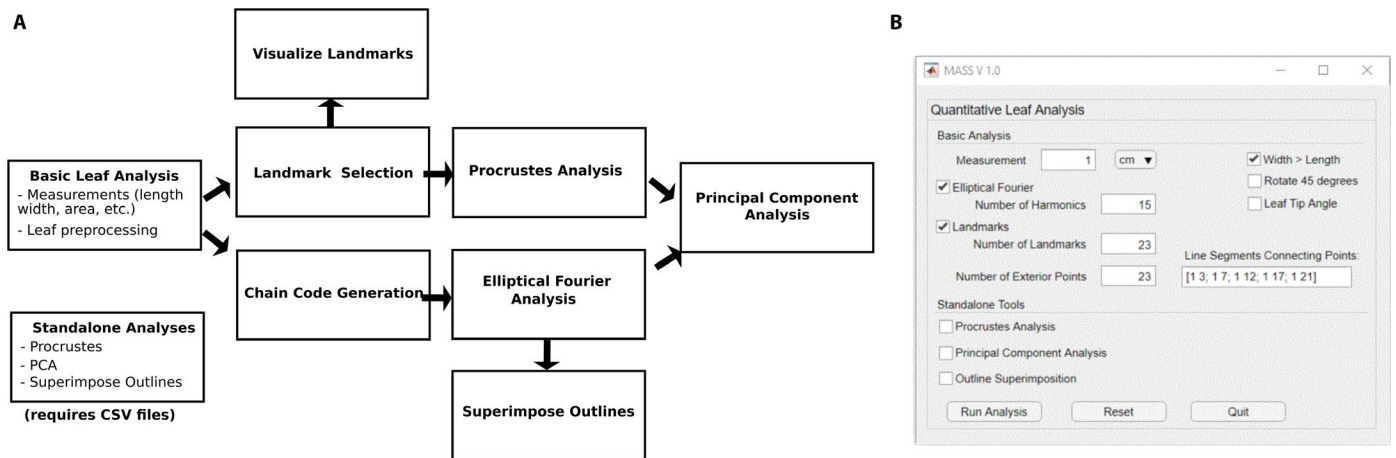 A
Visualize Landmarks
Basic Leaf Analysis
- Measurements (length
width, area, etc.)
- Leaf preprocessing
Landmark Selection
Procrustes Analysis
Principal Component
Analysis
Chain Code Generation
Elliptical Fourier
Analysis
Superimpose Outlines
Standalone Analyses
- Procrustes
- PCA
- Superimpose Outlines
(requires CSV files)
B
MASS V 1.0
Quantitative Leaf Analysis
Basic Analysis
Measurement 1 cm
Width > Length
Elliptical Fourier
Rotate 45 degrees
Number of Harmonics 15
Leaf Tip Angle
Landmarks
Number of Landmarks 23
Line Segments Connecting Points:
Number of Exterior Points 23
[1 3; 1 7; 1 12; 1 17; 1 21]
Standalone Tools
Procrustes Analysis
Principal Component Analysis
Outline Superimposition
Run Analysis Reset Quit